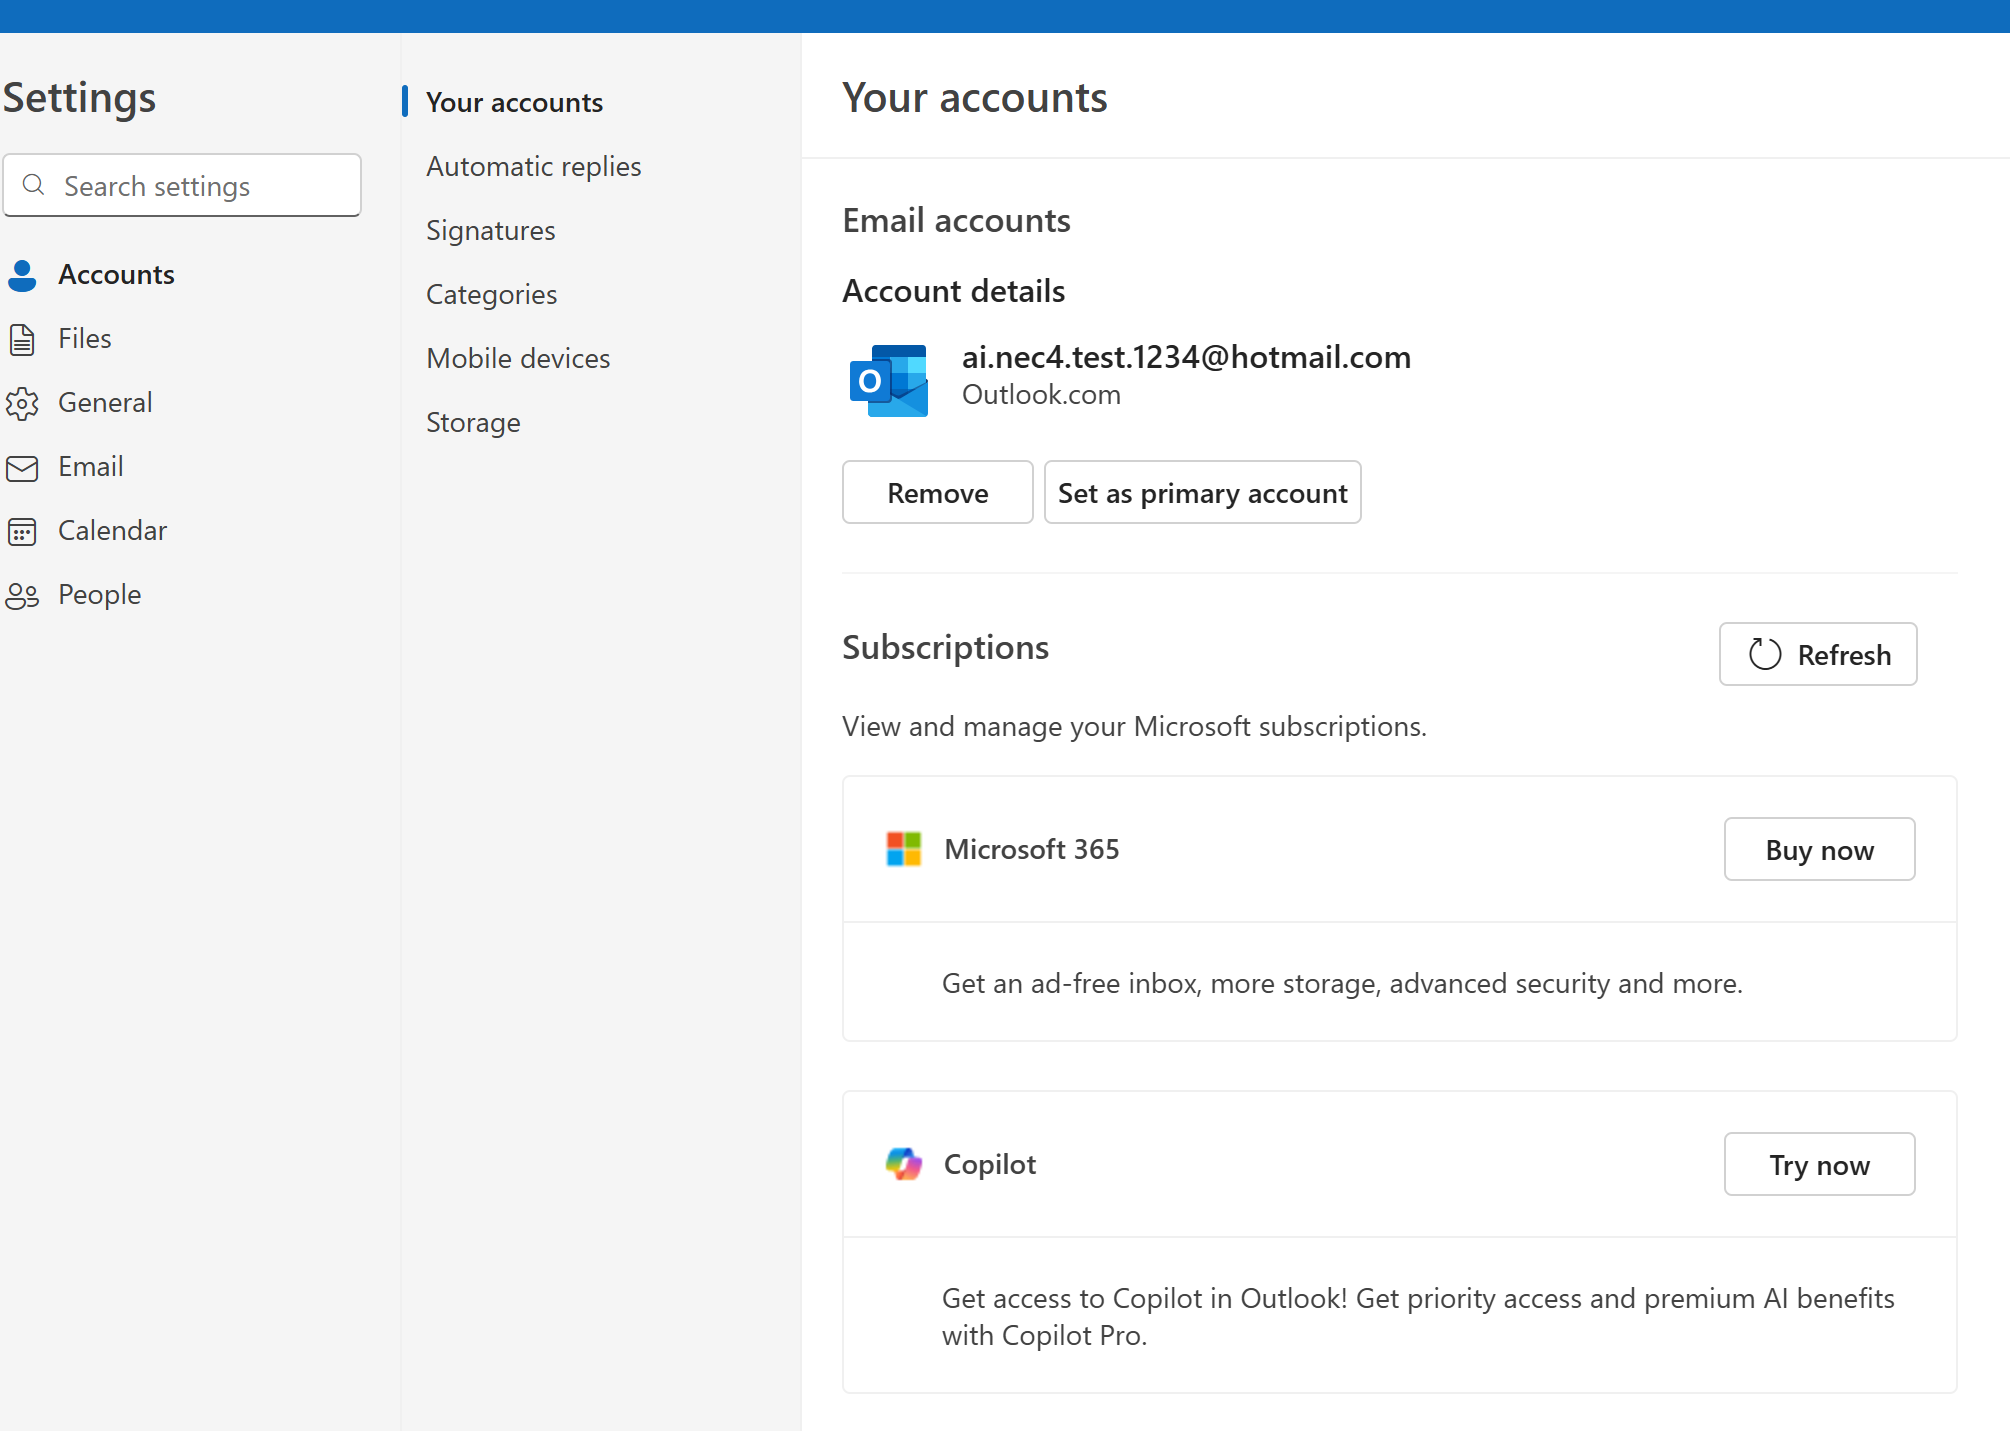 Settings
Search settings
Accounts
Files
General
Email
Calendar
People
Your accounts
Automatic replies
Signatures
Categories
Mobile devices
Storage
Your accounts
Email accounts
Account details
ai.nec4.test.1234@hotmail.com
Outlook.com
Remove
Set as primary account
Subscriptions
Refresh
View and manage your Microsoft subscriptions.
Microsoft 365
Buy now
Get an ad-free inbox, more storage, advanced security and more.
Copilot
Try now
Get access to Copilot in Outlook! Get priority access and premium AI benefits
with Copilot Pro.